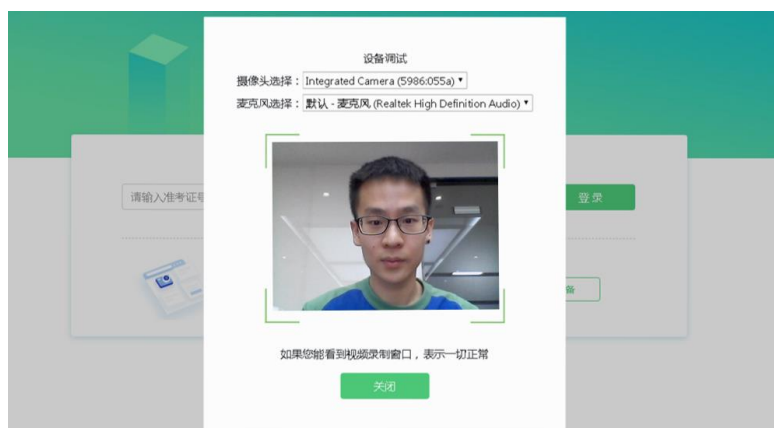 设备调试
摄像头选择：Integrated Camera (5986:055a)
麦克风选择：默认 - 麦克风 (Realtek High Definition Audio)
请输入准考证号
登录
备
如果您能看到视频录制窗口，表示一切正常
关闭